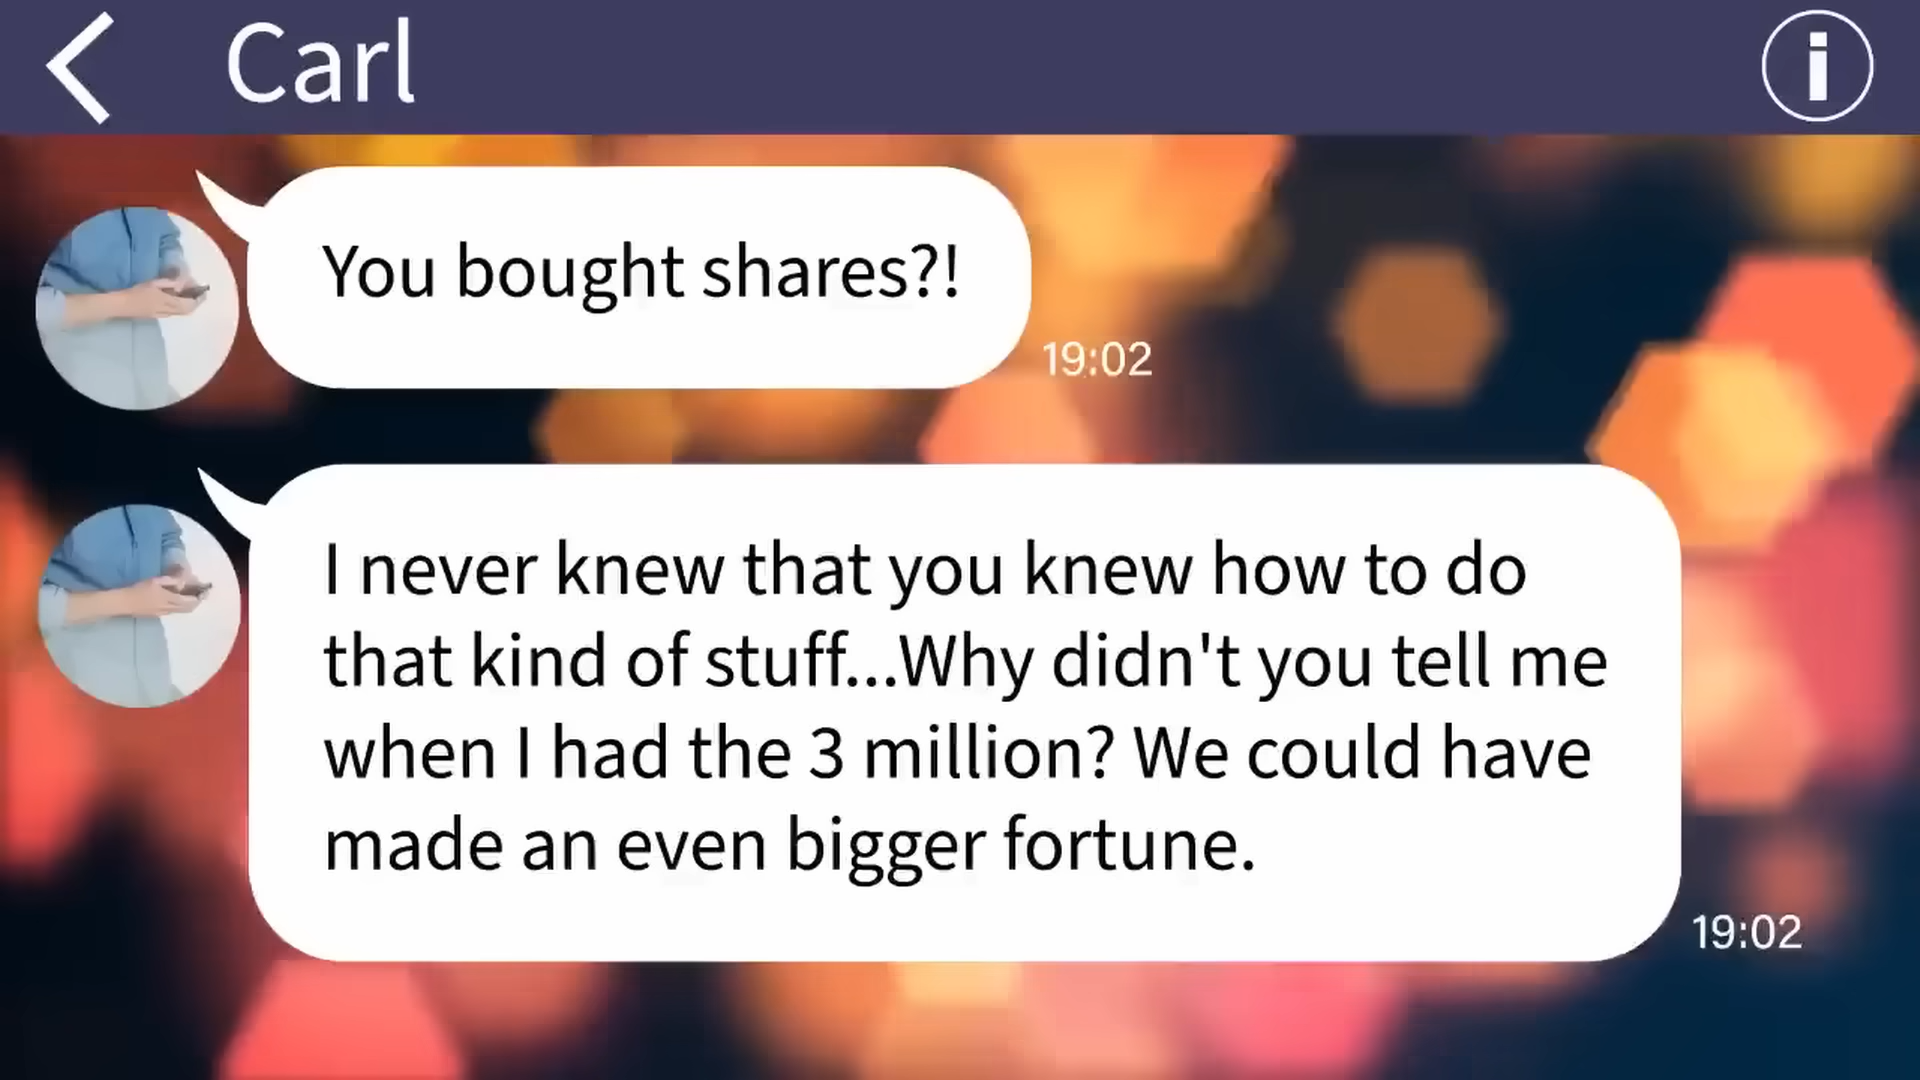 Carl
You bought shares?!
19:02
I never knew that you knew how to do
that kind of stuff...Why didn't you tell me
when I had the 3 million? We could have
made an even bigger fortune.
19:02